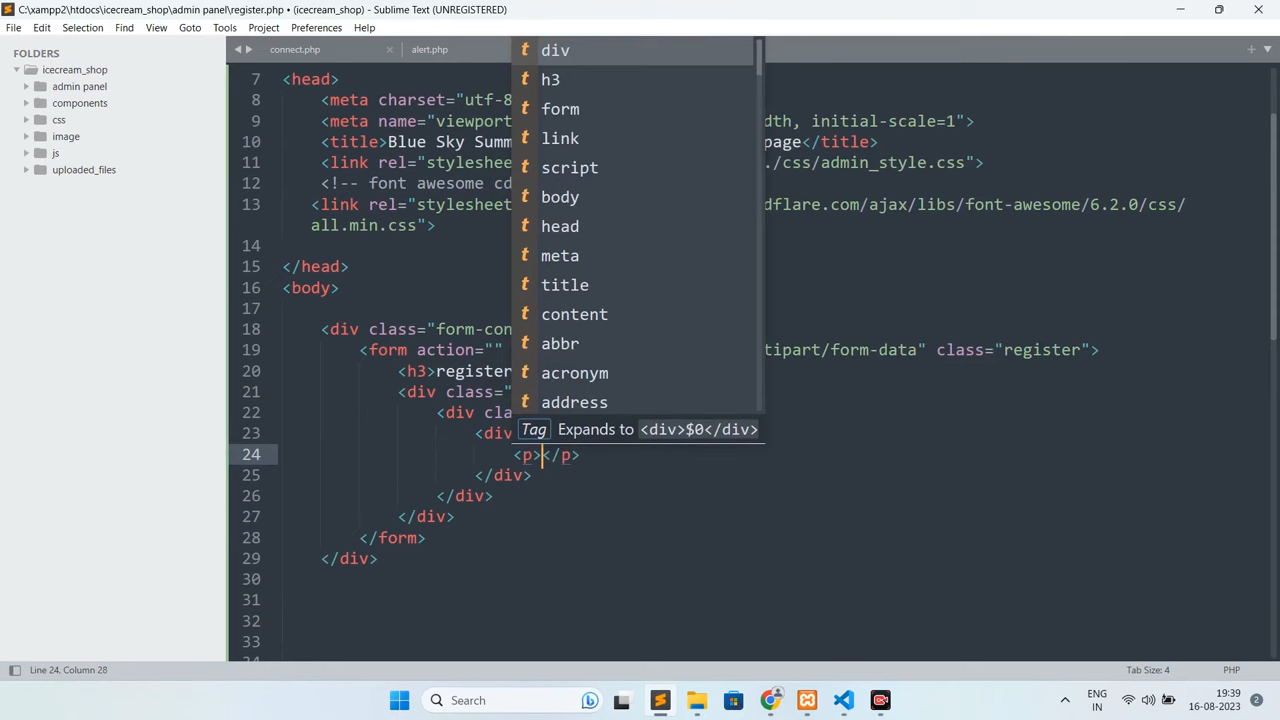 C:\xampp2\htdocs\icecream_shop\admin panel\register.php • (icecream_shop) - Sublime Text (UNREGISTERED)
File Edit Selection Find View Goto Tools Project Preferences Help
FOLDERS
icecream_shop
admin panel
components
css
image
js
uploaded_files
connect.php × alert.php
7 <head>
8 <meta charset="utf-8
9 <meta name="viewport dth, initial-scale=1">
10 <title>Blue Sky Summ page</title>
11 <link rel="stylesheet ./css/admin_style.css">
12 <!-- font awesome cd
13 <link rel="stylesheet dflare.com/ajax/libs/font-awesome/6.2.0/css/
all.min.css">
14
15 </head>
16 <body>
17
18 <div class="form-con
19 <form action="" tipart/form-data" class="register">
20 <h3>register
21 <div class="
22 <div cla
23 <div
24 <p></p>
25 </div>
26 </div>
27 </div>
28 </form>
29 </div>
30
31
32
33
t div
t h3
t form
t link
t script
t body
t head
t meta
t title
t content
t abbr
t acronym
t address
Tag Expands to <div>$0</div>
Line 24, Column 28
Tab Size: 4 PHP
Search
ENG
IN
19:39
16-08-2023
2